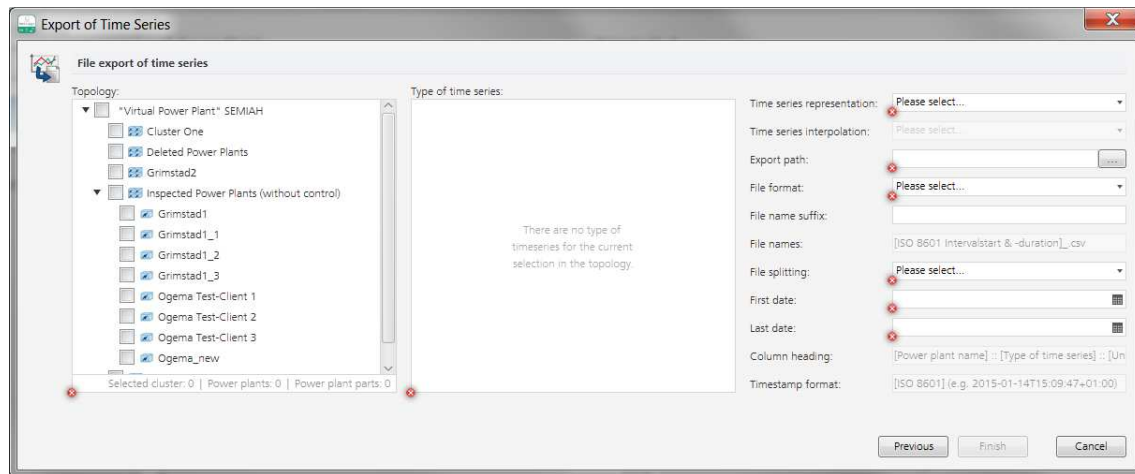 Export of Time Series
X
File export of time series
Topology:
"Virtual Power Plant" SEMIAH
Cluster One
Deleted Power Plants
Grimstad2
Inspected Power Plants (without control)
Grimstad1
Grimstad1_1
Grimstad1_2
Grimstad1_3
Ogema Test-Client 1
Ogema Test-Client 2
Ogema Test-Client 3
Ogema_new
Selected cluster: 0 | Power plants: 0 | Power plant parts: 0
Type of time series:
There are no type of
timeseries for the current
selection in the topology.
Time series representation: Please select...
Time series interpolation: Please select...
Export path: ...
File format: Please select...
File name suffix:
File names: [ISO 8601 Intervalstart & -duration]_.csv
File splitting: Please select...
First date:
Last date:
Column heading: [Power plant name] :: [Type of time series] :: [Un
Timestamp format: [ISO 8601] (e.g. 2015-01-14T15:09:47+01:00)
Previous Finish Cancel